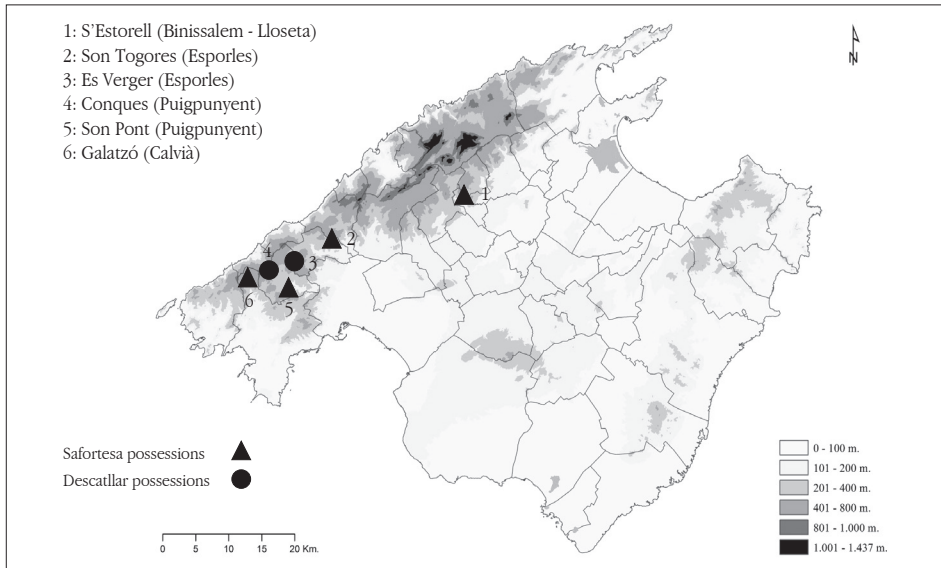 1: S'Estorell (Binissalem - Lloseta)
2: Son Togores (Esporles)
3: Es Verger (Esporles)
4: Conques (Puigpunyent)
5: Son Pont (Puigpunyent)
6: Galatzó (Calvià)
N
1
2
4
3
6
5
Safortesa possessions
Descatllar possessions
0 5 10 15 20 Km.
0 - 100 m.
101 - 200 m.
201 - 400 m.
401 - 800 m.
801 - 1.000 m.
1.001 - 1.437 m.